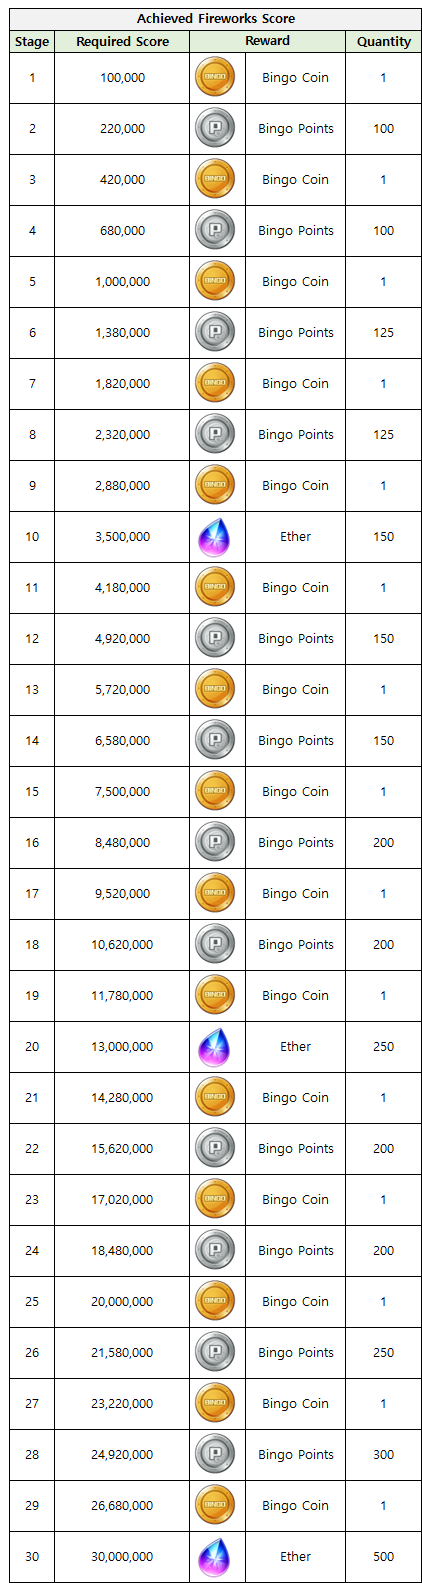 Achieved Fireworks Score
Stage Required Score Reward Quantity
1 100,000 BINGO Bingo Coin 1
2 220,000 P Bingo Points 100
3 420,000 BINGO Bingo Coin 1
4 680,000 P Bingo Points 100
5 1,000,000 BINGO Bingo Coin 1
6 1,380,000 P Bingo Points 125
7 1,820,000 BINGO Bingo Coin 1
8 2,320,000 P Bingo Points 125
9 2,880,000 BINGO Bingo Coin 1
10 3,500,000 Ether 150
11 4,180,000 BINGO Bingo Coin 1
12 4,920,000 P Bingo Points 150
13 5,720,000 BINGO Bingo Coin 1
14 6,580,000 P Bingo Points 150
15 7,500,000 BINGO Bingo Coin 1
16 8,480,000 P Bingo Points 200
17 9,520,000 BINGO Bingo Coin 1
18 10,620,000 P Bingo Points 200
19 11,780,000 BINGO Bingo Coin 1
20 13,000,000 Ether 250
21 14,280,000 BINGO Bingo Coin 1
22 15,620,000 P Bingo Points 200
23 17,020,000 BINGO Bingo Coin 1
24 18,480,000 P Bingo Points 200
25 20,000,000 BINGO Bingo Coin 1
26 21,580,000 P Bingo Points 250
27 23,220,000 BINGO Bingo Coin 1
28 24,920,000 P Bingo Points 300
29 26,680,000 BINGO Bingo Coin 1
30 30,000,000 Ether 500